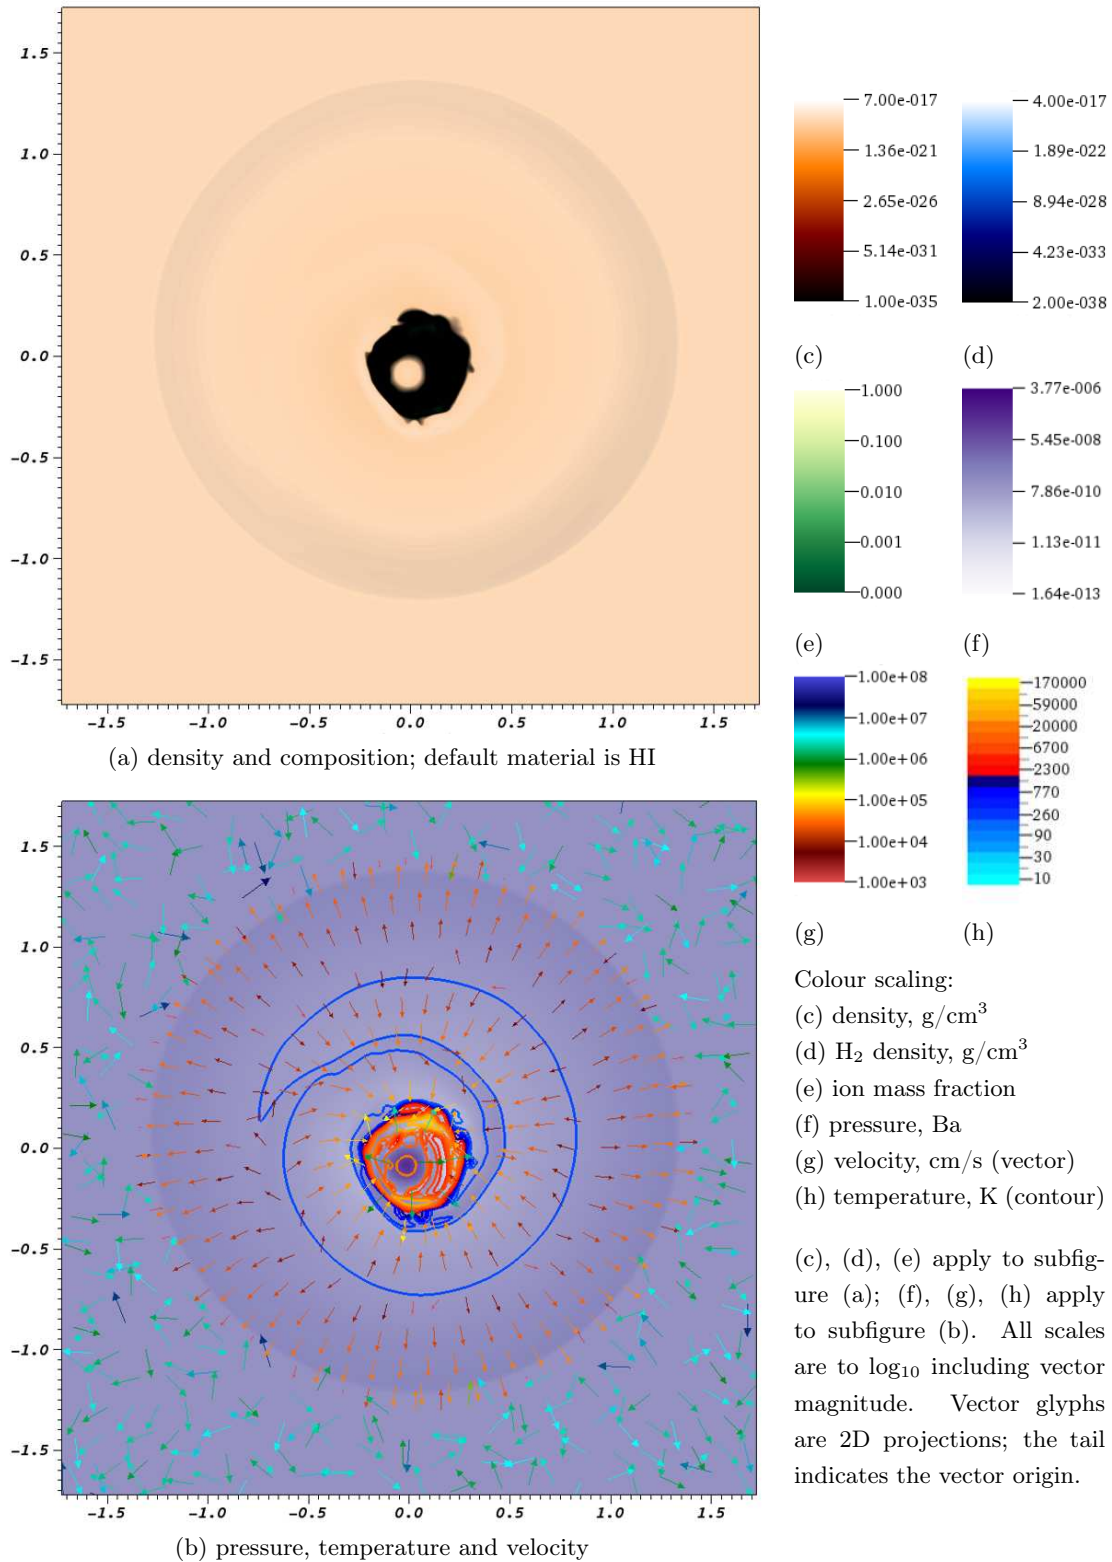 1.5
1.0
0.5
0.0
-0.5
-1.0
-1.5
-1.5 -1.0 -0.5 0.0 0.5 1.0 1.5
(a) density and composition; default material is HI
7.00e-017
1.36e-021
2.65e-026
5.14e-031
1.00e-035
(c)
4.00e-017
1.89e-022
8.94e-028
4.23e-033
2.00e-038
(d)
1.000
0.100
0.010
0.001
0.000
(e)
3.77e-006
5.45e-008
7.86e-010
1.13e-011
1.64e-013
(f)
1.00e+08
1.00e+07
1.00e+06
1.00e+05
1.00e+04
1.00e+03
(g)
170000
59000
20000
6700
2300
770
260
90
30
10
(h)
1.5
1.0
0.5
0.0
-0.5
-1.0
-1.5
-1.5 -1.0 -0.5 0.0 0.5 1.0 1.5
(b) pressure, temperature and velocity
Colour scaling:
(c) density, g/cm³
(d) H₂ density, g/cm³
(e) ion mass fraction
(f) pressure, Ba
(g) velocity, cm/s (vector)
(h) temperature, K (contour)
(c), (d), (e) apply to subfig-
ure (a); (f), (g), (h) apply
to subfigure (b). All scales
are to log₁₀ including vector
magnitude. Vector glyphs
are 2D projections; the tail
indicates the vector origin.